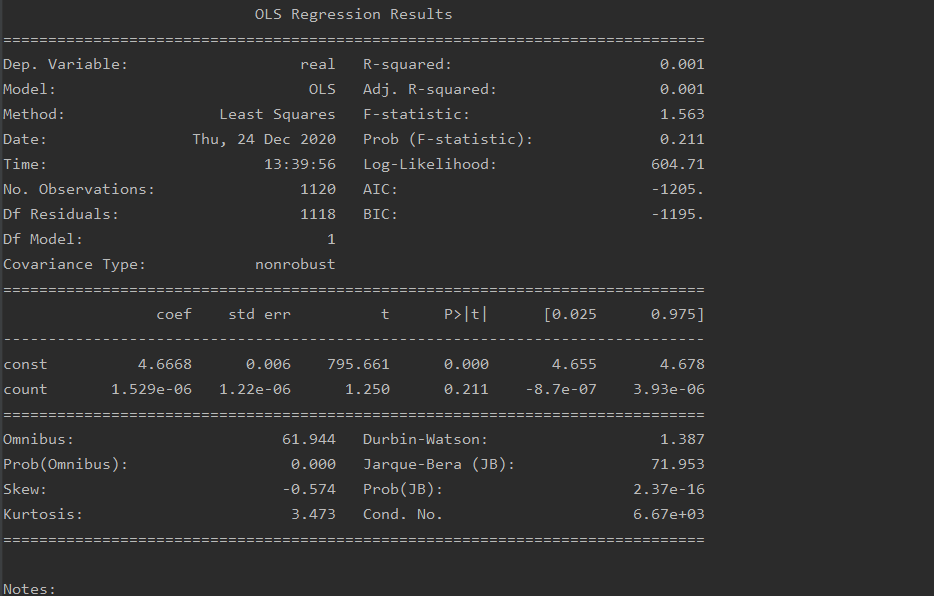 OLS Regression Results
==============================================================================
Dep. Variable:                   real   R-squared:                       0.001
Model:                            OLS   Adj. R-squared:                  0.001
Method:                 Least Squares   F-statistic:                     1.563
Date:                Thu, 24 Dec 2020   Prob (F-statistic):              0.211
Time:                        13:39:56   Log-Likelihood:                 604.71
No. Observations:                1120   AIC:                            -1205.
Df Residuals:                    1118   BIC:                            -1195.
Df Model:                           1
Covariance Type:            nonrobust
==============================================================================
                 coef    std err          t      P>|t|      [0.025      0.975]
------------------------------------------------------------------------------
const          4.6668      0.006    795.661      0.000       4.655       4.678
count       1.529e-06   1.22e-06      1.250      0.211    -8.7e-07    3.93e-06
==============================================================================
Omnibus:                       61.944   Durbin-Watson:                   1.387
Prob(Omnibus):                  0.000   Jarque-Bera (JB):               71.953
Skew:                          -0.574   Prob(JB):                     2.37e-16
Kurtosis:                       3.473   Cond. No.                     6.67e+03
==============================================================================

Notes: